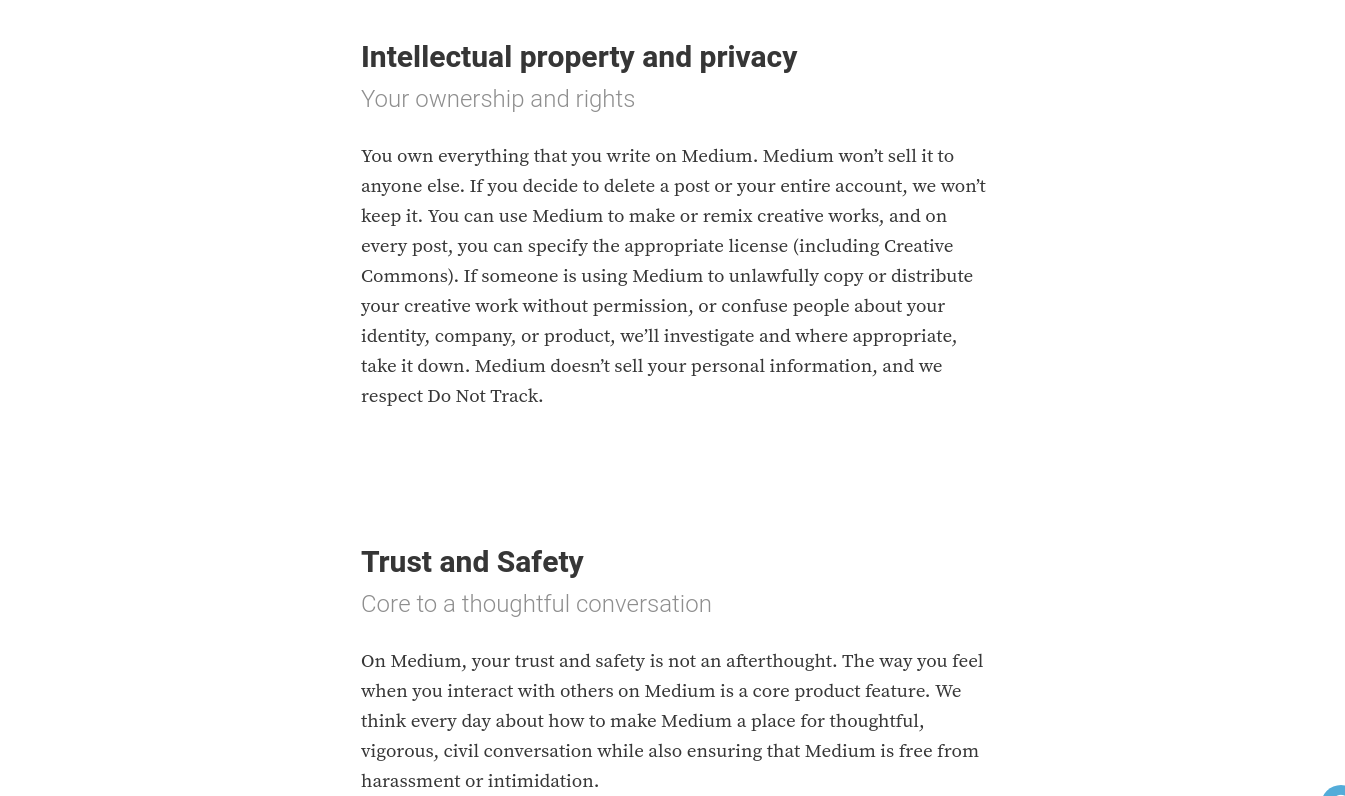 Intellectual property and privacy
Your ownership and rights
You own everything that you write on Medium. Medium won’t sell it to
anyone else. If you decide to delete a post or your entire account, we won’t
keep it. You can use Medium to make or remix creative works, and on
every post, you can specify the appropriate license (including Creative
Commons). If someone is using Medium to unlawfully copy or distribute
your creative work without permission, or confuse people about your
identity, company, or product, we’ll investigate and where appropriate,
take it down. Medium doesn’t sell your personal information, and we
respect Do Not Track.
Trust and Safety
Core to a thoughtful conversation
On Medium, your trust and safety is not an afterthought. The way you feel
when you interact with others on Medium is a core product feature. We
think every day about how to make Medium a place for thoughtful,
vigorous, civil conversation while also ensuring that Medium is free from
harassment or intimidation.